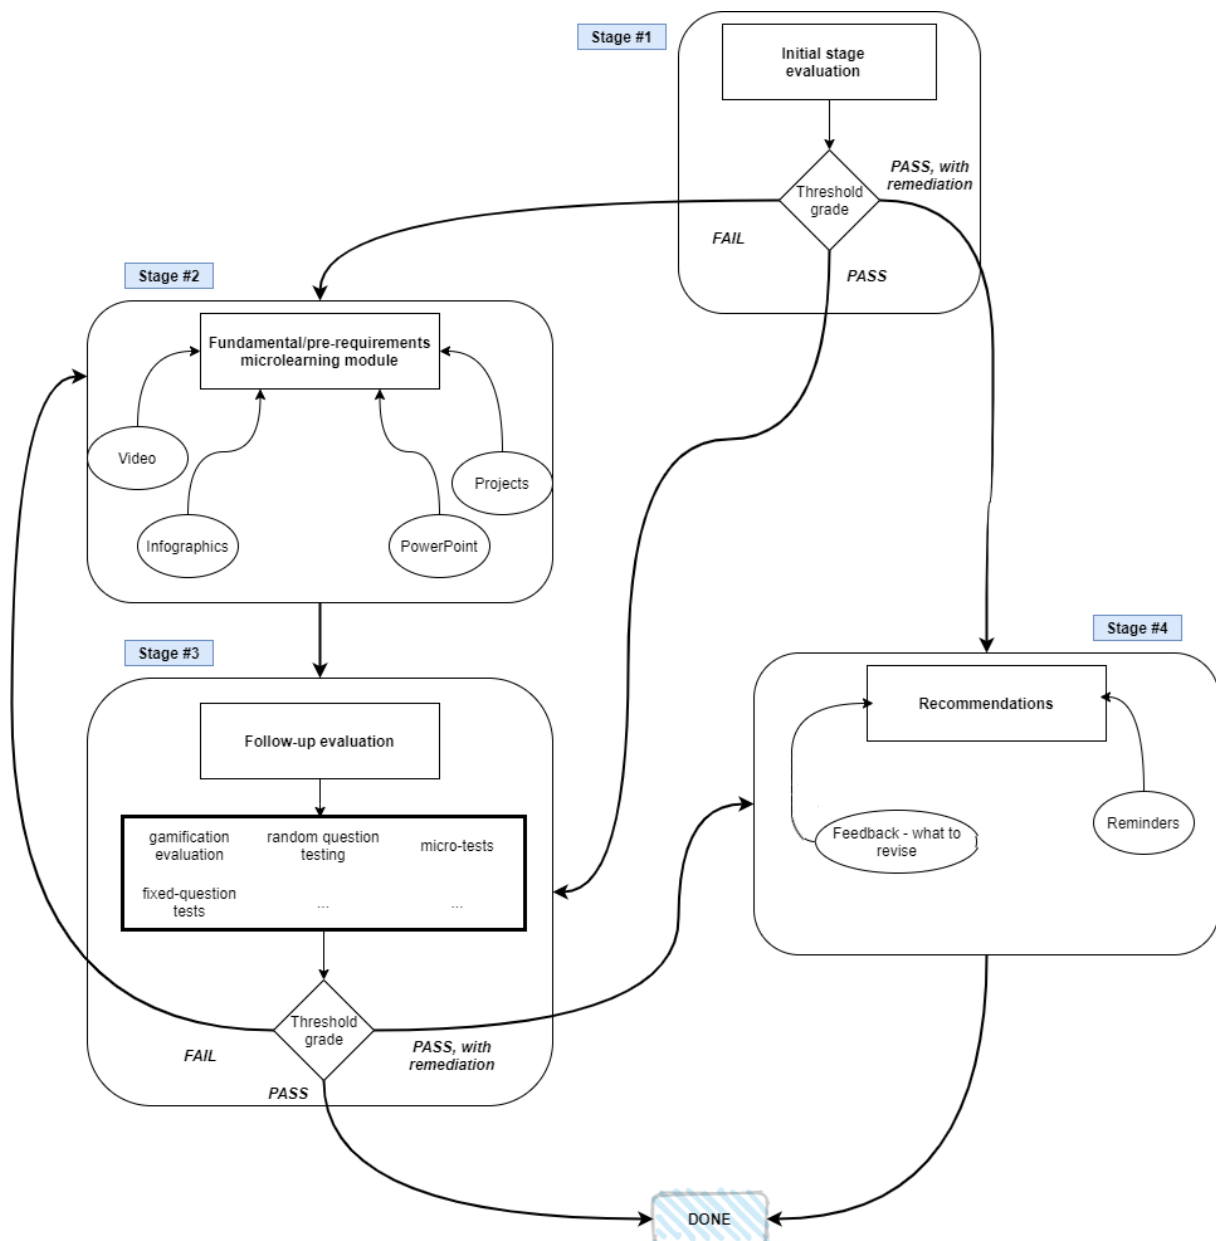 Stage #1
Initial stage
evaluation
PASS, with
remediation
Threshold
grade
FAIL
PASS
Stage #2
Fundamental/pre-requirements
microlearning module
Video
Projects
Infographics
PowerPoint
Stage #3
Follow-up evaluation
gamification
evaluation
random question
testing
micro-tests
fixed-question
tests
...
...
Threshold
grade
FAIL
PASS, with
remediation
PASS
Stage #4
Recommendations
Feedback - what to
revise
Reminders
DONE